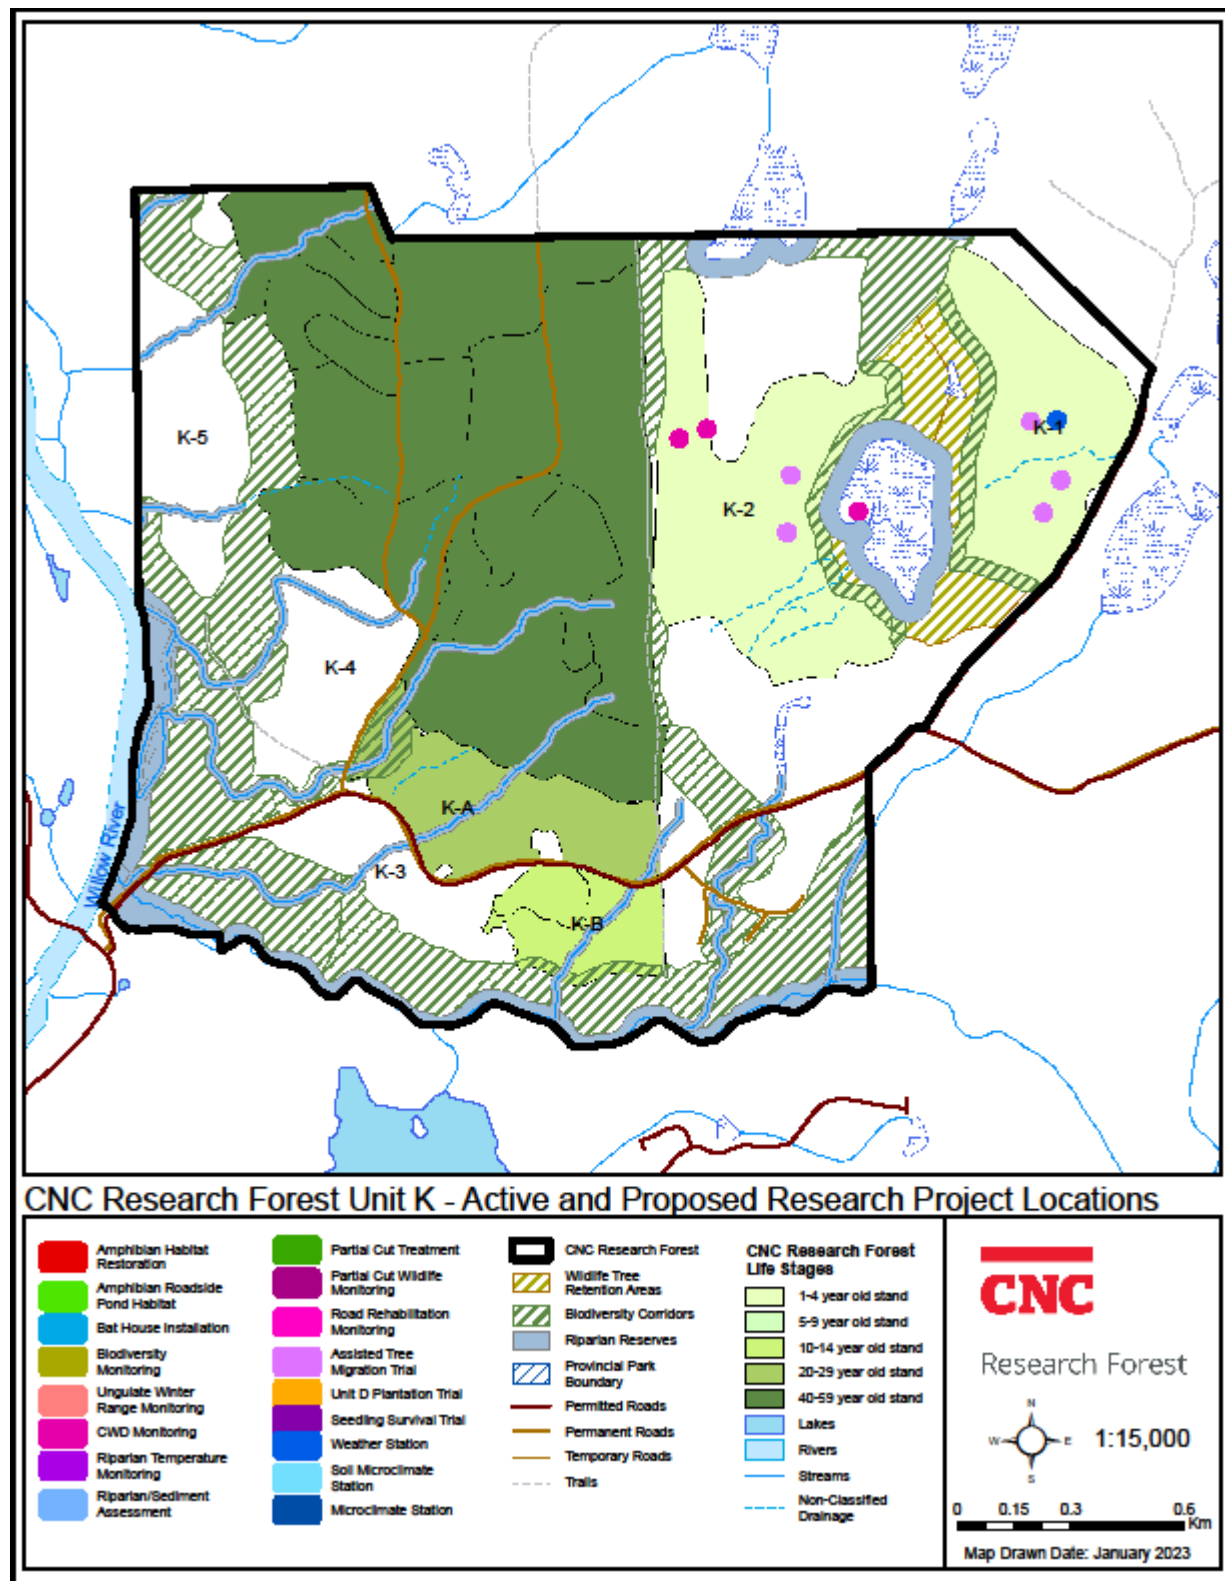 K-5
K-1
K-2
K-4
K-A
K-3
K-B
Willow River
CNC Research Forest Unit K - Active and Proposed Research Project Locations
Amphibian Habitat
Restoration
Amphibian Roadside
Pond Habitat
Bat House Installation
Biodiversity
Monitoring
Ungulate Winter
Range Monitoring
CWD Monitoring
Riparian Temperature
Monitoring
Riparian/Sediment
Assessment
Partial Cut Treatment
Partial Cut Wildlife
Monitoring
Road Rehabilitation
Monitoring
Assisted Tree
Migration Trial
Unit D Plantation Trial
Seedling Survival Trial
Weather Station
Soil Microclimate
Station
Microclimate Station
CNC Research Forest
Wildlife Tree
Retention Areas
Biodiversity Corridors
Riparian Reserves
Provincial Park
Boundary
Permitted Roads
Permanent Roads
Temporary Roads
Trails
CNC Research Forest
Life Stages
1-4 year old stand
5-9 year old stand
10-14 year old stand
20-29 year old stand
40-59 year old stand
Lakes
Rivers
Streams
Non-Classified
Drainage
CNC
Research Forest
N
W E
S
1:15,000
0 0.15 0.3 0.6
Km
Map Drawn Date: January 2023